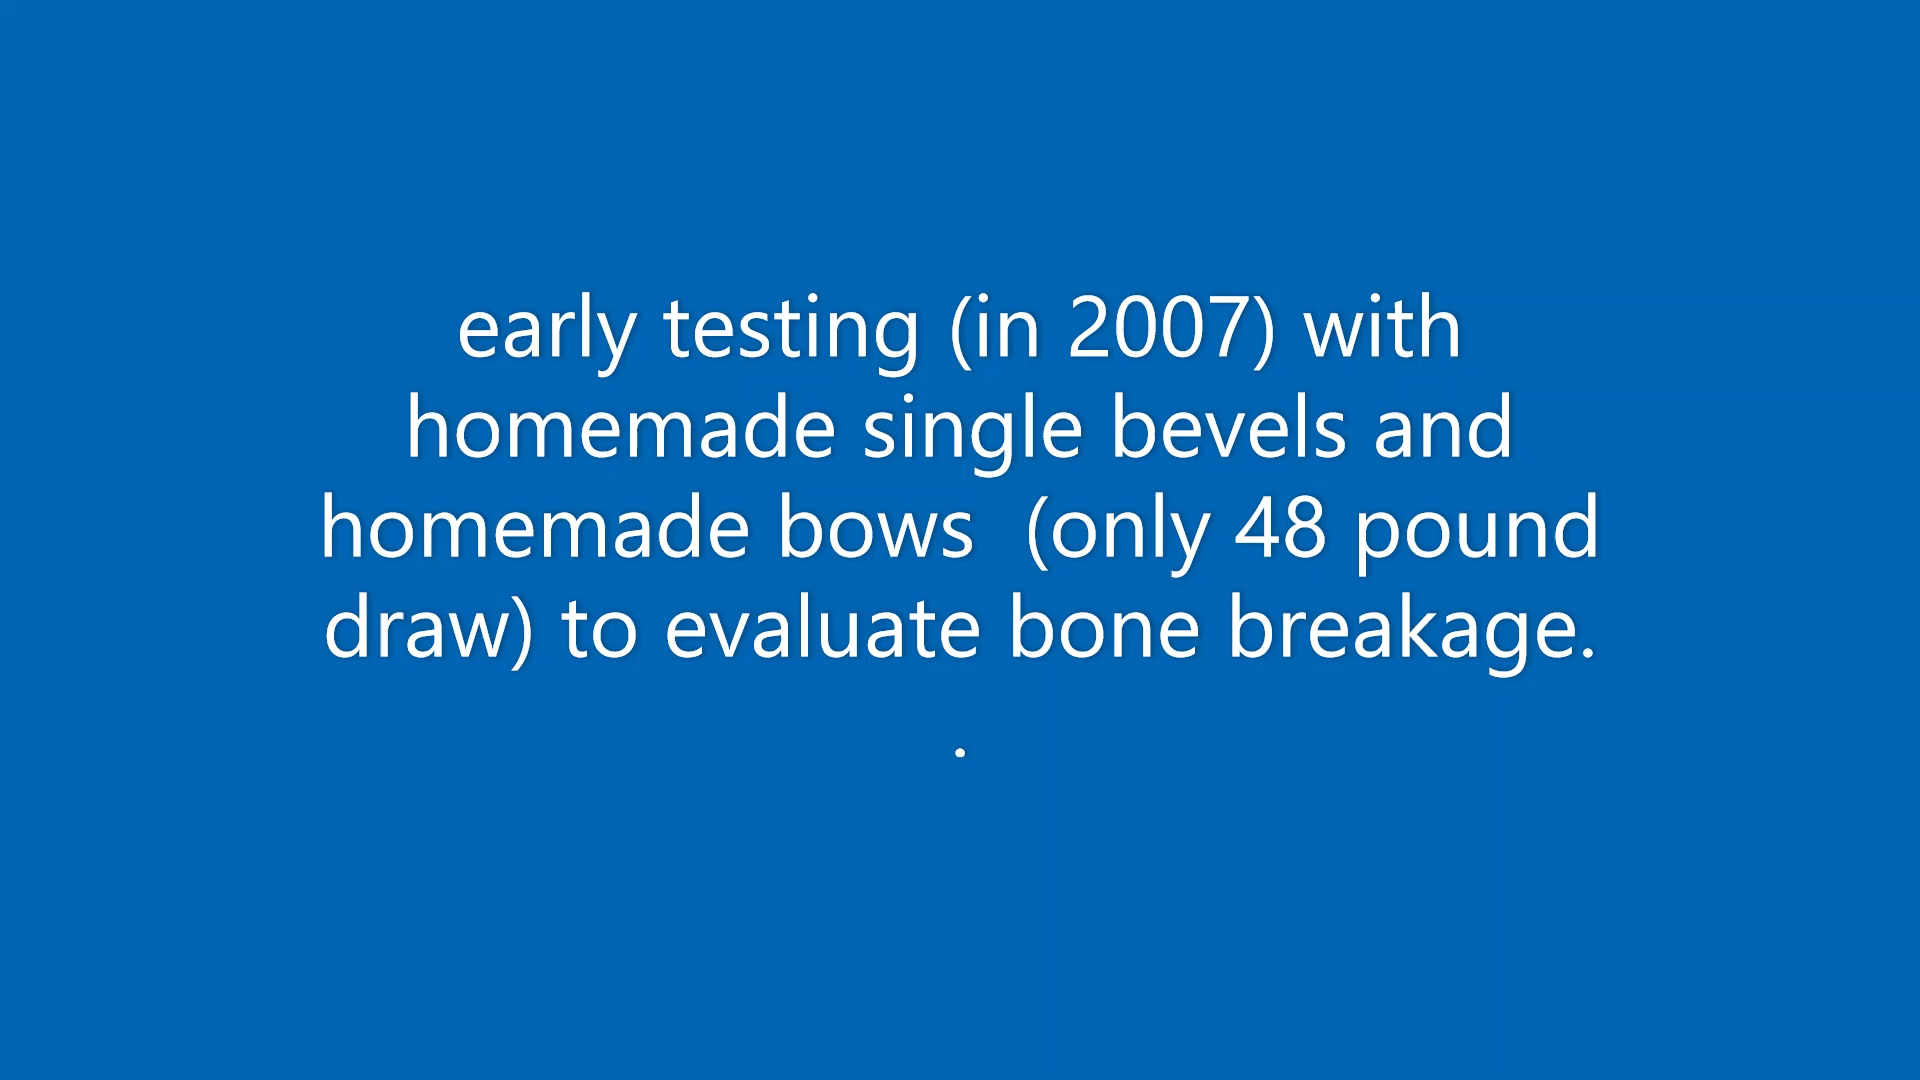 early testing (in 2007) with
homemade single bevels and
homemade bows  (only 48 pound
draw) to evaluate bone breakage.
.